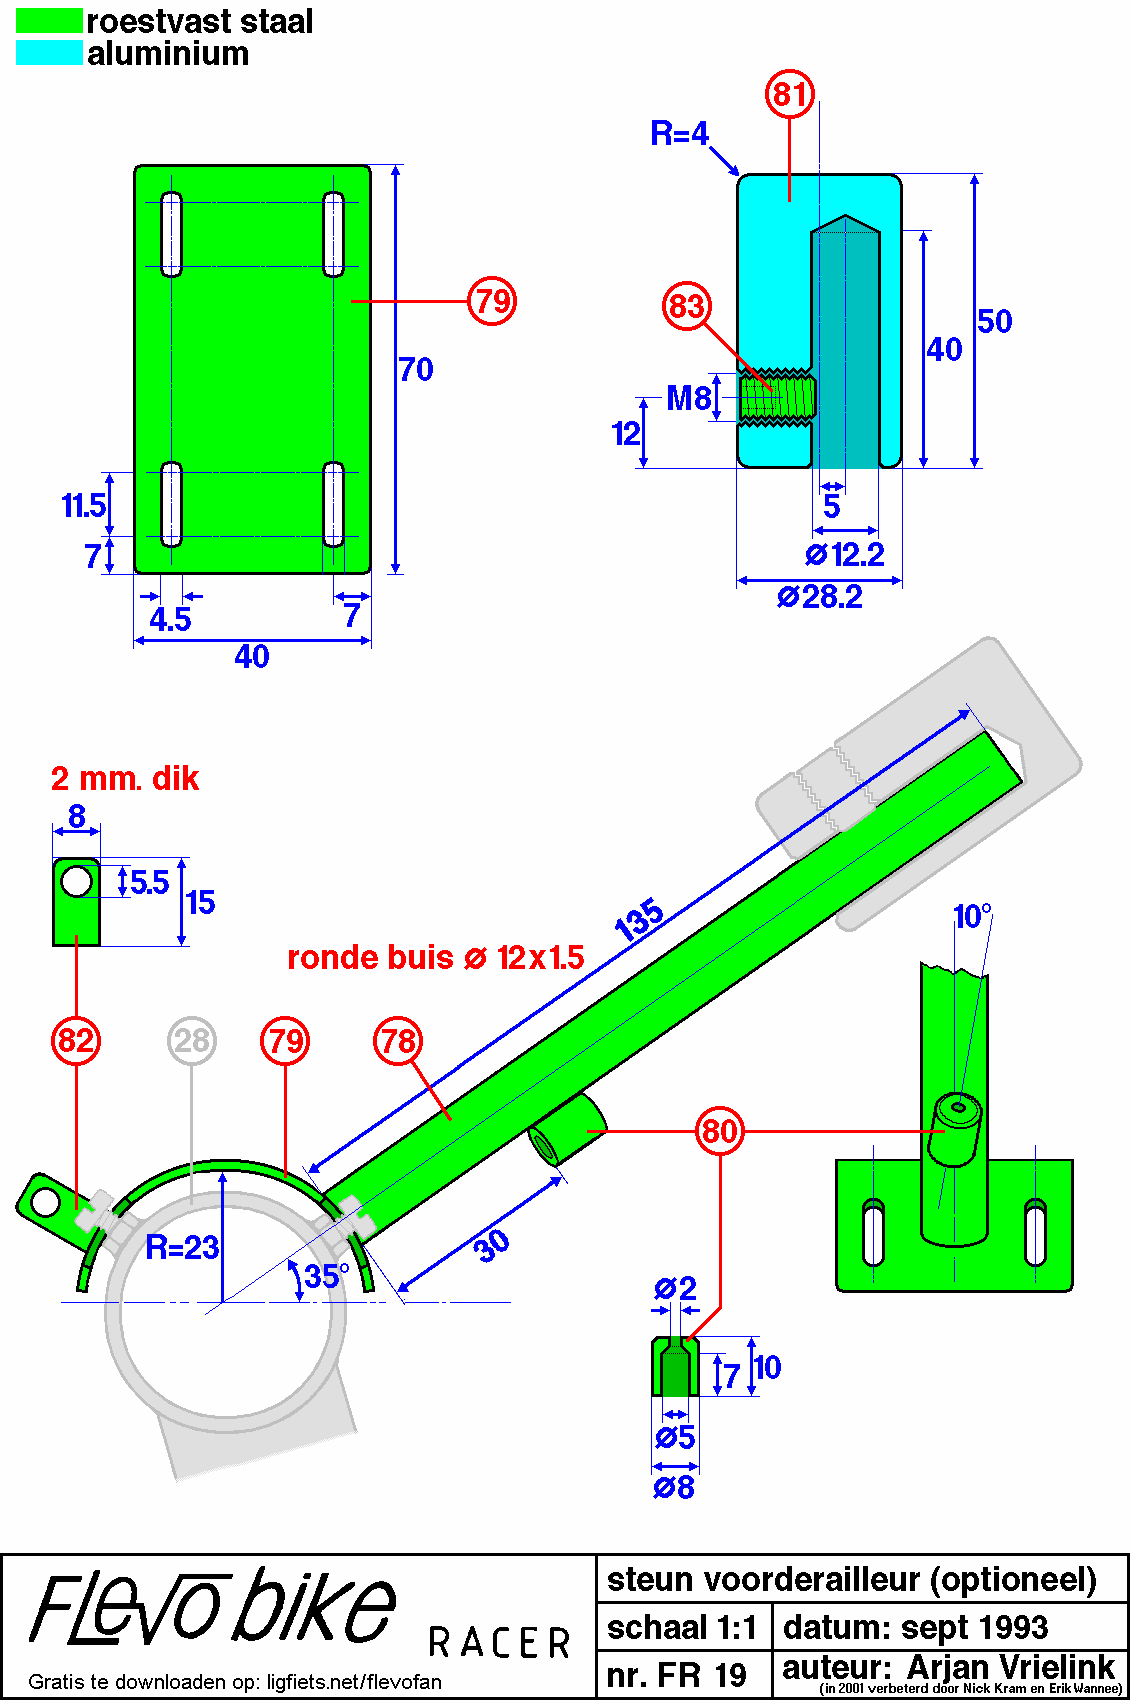 roestvast staal
aluminium
81
R=4
79
83
70
50
40
M8
12
11.5
7
5
ø12.2
4.5
7
ø28.2
40
2 mm. dik
8
5.5
15
135
10°
ronde buis ø 12x1.5
82
28
79
78
80
R=23
30
35°
ø2
7
10
ø5
ø8
Flevobike
RACER
Gratis te downloaden op: ligfiets.net/flevofan
steun voorderailleur (optioneel)
schaal 1:1
datum: sept 1993
nr. FR 19
auteur: Arjan Vrielink
(in 2001 verbeterd door Nick Kram en Erik Wannee)